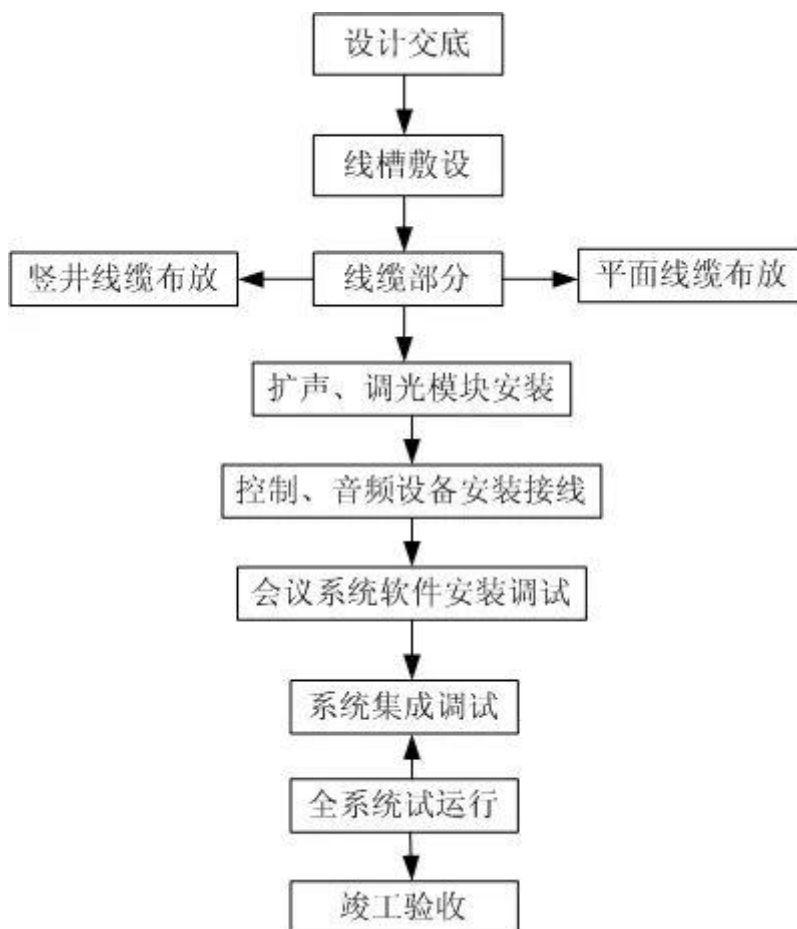 设计交底
线槽敷设
竖井线缆布放
线缆部分
平面线缆布放
扩声、调光模块安装
控制、音频设备安装接线
会议系统软件安装调试
系统集成调试
全系统试运行
竣工验收